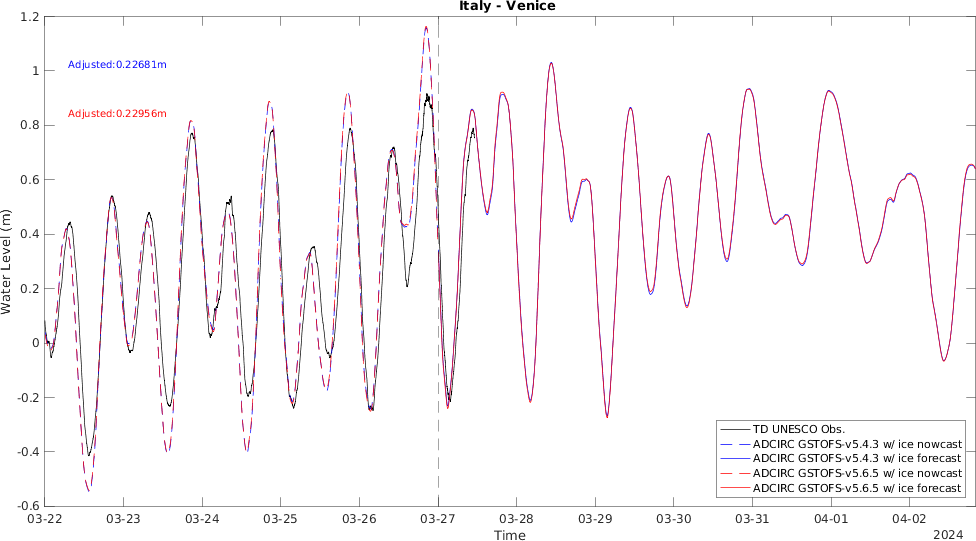 Italy - Venice
Water Level (m)
1.2
1
0.8
0.6
0.4
0.2
0
-0.2
-0.4
-0.6
Adjusted:0.22681m
Adjusted:0.22956m
TD UNESCO Obs.
ADCIRC GSTOFS-v5.4.3 w/ ice nowcast
ADCIRC GSTOFS-v5.4.3 w/ ice forecast
ADCIRC GSTOFS-v5.6.5 w/ ice nowcast
ADCIRC GSTOFS-v5.6.5 w/ ice forecast
03-22 03-23 03-24 03-25 03-26 03-27 03-28 03-29 03-30 03-31 04-01 04-02
Time
2024